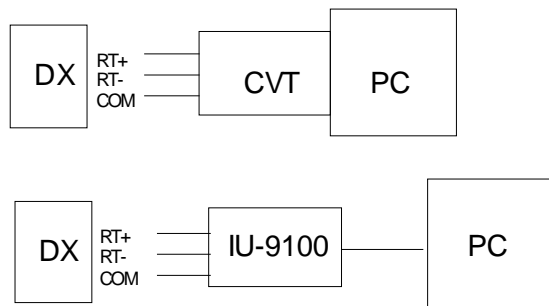 DX
RT+
RT-
COM
CVT
PC
DX
RT+
RT-
COM
IU-9100
PC